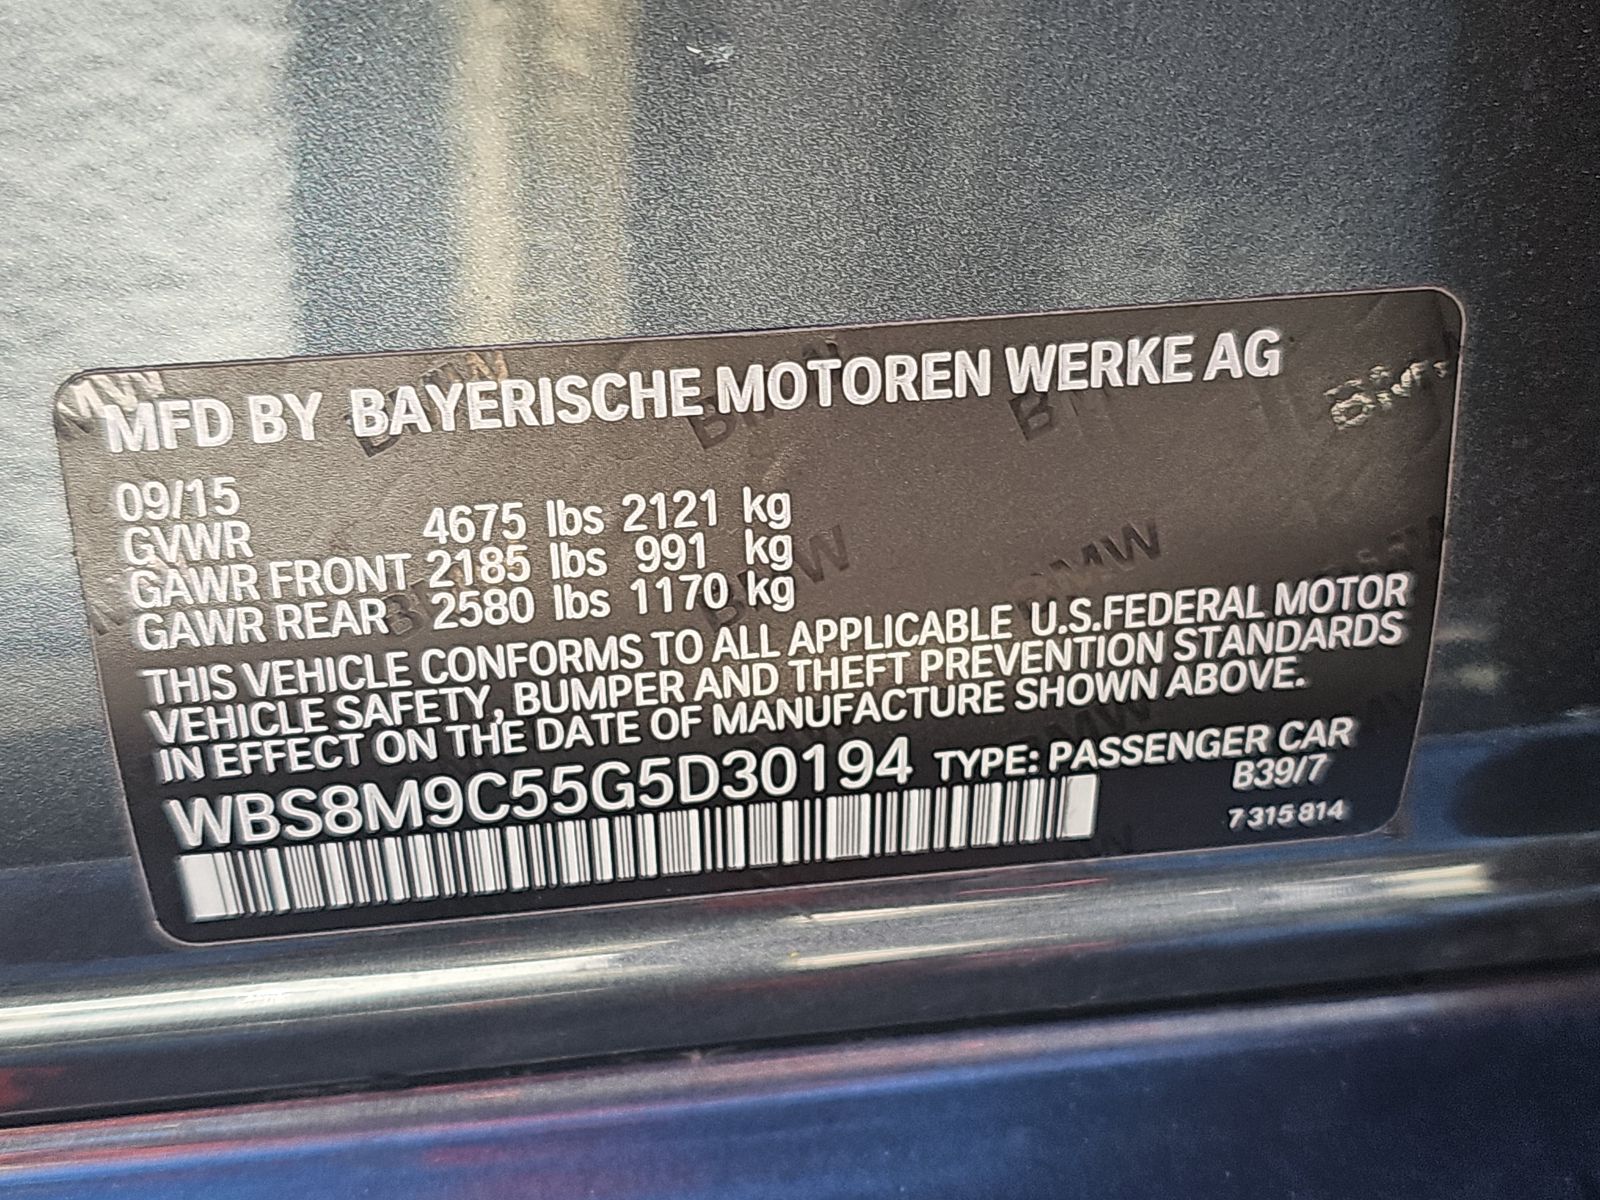 MFD BY BAYERISCHE MOTOREN WERKE AG
09/15
GVWR 4675 lbs 2121 kg
GAWR FRONT 2185 lbs 991 kg
GAWR REAR 2580 lbs 1170 kg
THIS VEHICLE CONFORMS TO ALL APPLICABLE U.S.FEDERAL MOTOR
VEHICLE SAFETY, BUMPER AND THEFT PREVENTION STANDARDS
IN EFFECT ON THE DATE OF MANUFACTURE SHOWN ABOVE.
WBS8M9C55G5D30194 TYPE: PASSENGER CAR
B39/7
7 315 814